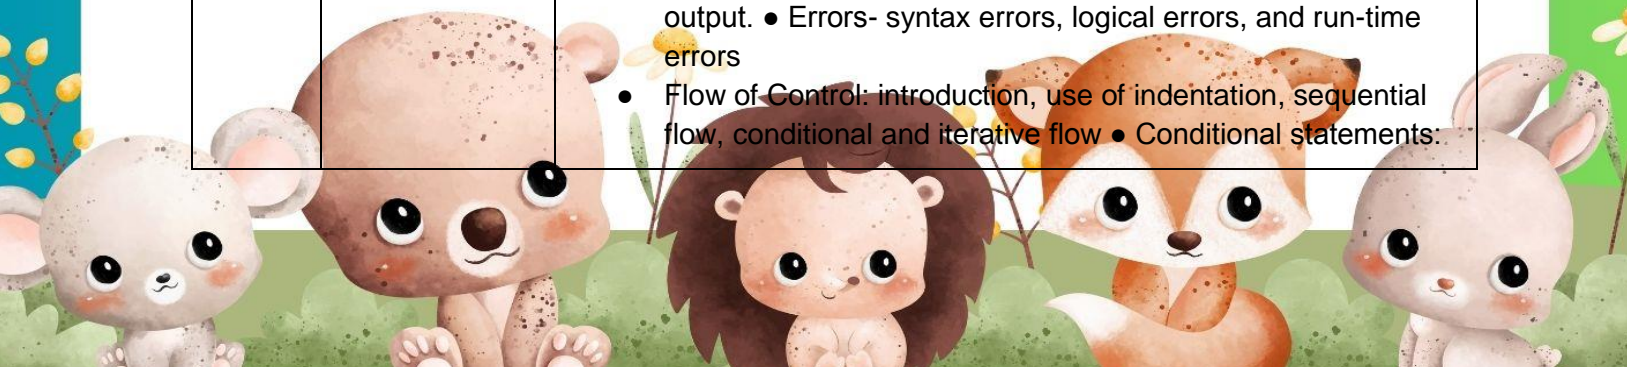 output. ● Errors- syntax errors, logical errors, and run-time
errors
● Flow of Control: introduction, use of indentation, sequential
flow, conditional and iterative flow ● Conditional statements: